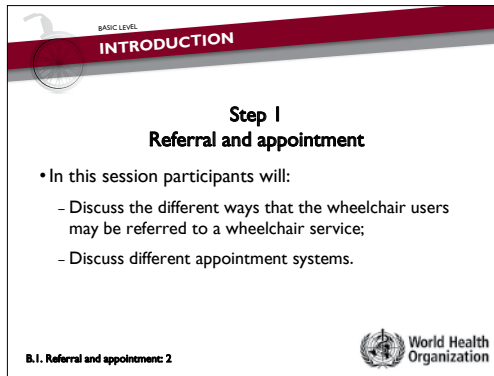 BASIC LEVEL
INTRODUCTION
Step 1
Referral and appointment
• In this session participants will:
– Discuss the different ways that the wheelchair users
may be referred to a wheelchair service;
– Discuss different appointment systems.
B.1. Referral and appointment: 2
World Health
Organization